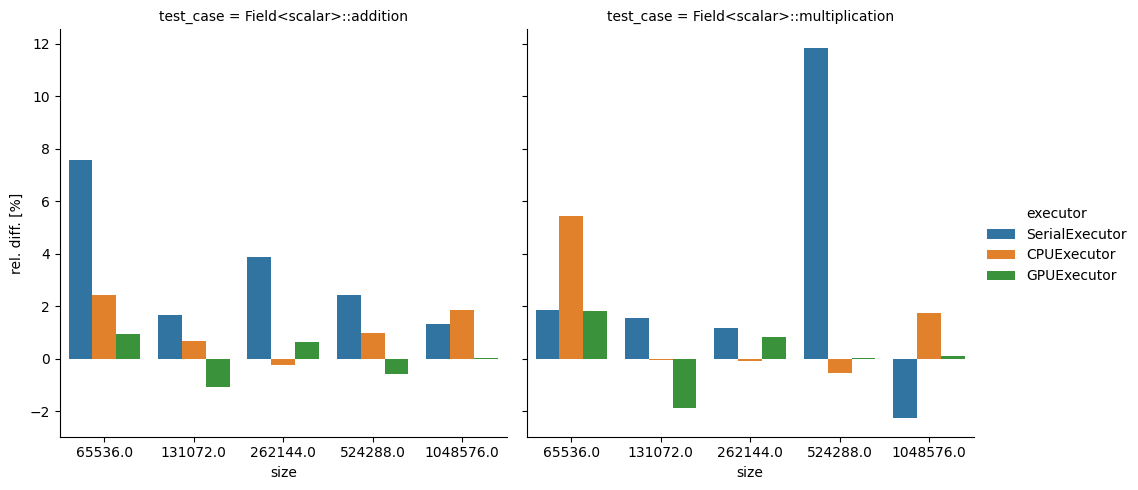 test_case = Field<scalar>::addition
test_case = Field<scalar>::multiplication
rel. diff. [%]
12
10
8
6
4
2
0
−2
65536.0 131072.0 262144.0 524288.0 1048576.0
size
65536.0 131072.0 262144.0 524288.0 1048576.0
size
executor
SerialExecutor
CPUExecutor
GPUExecutor